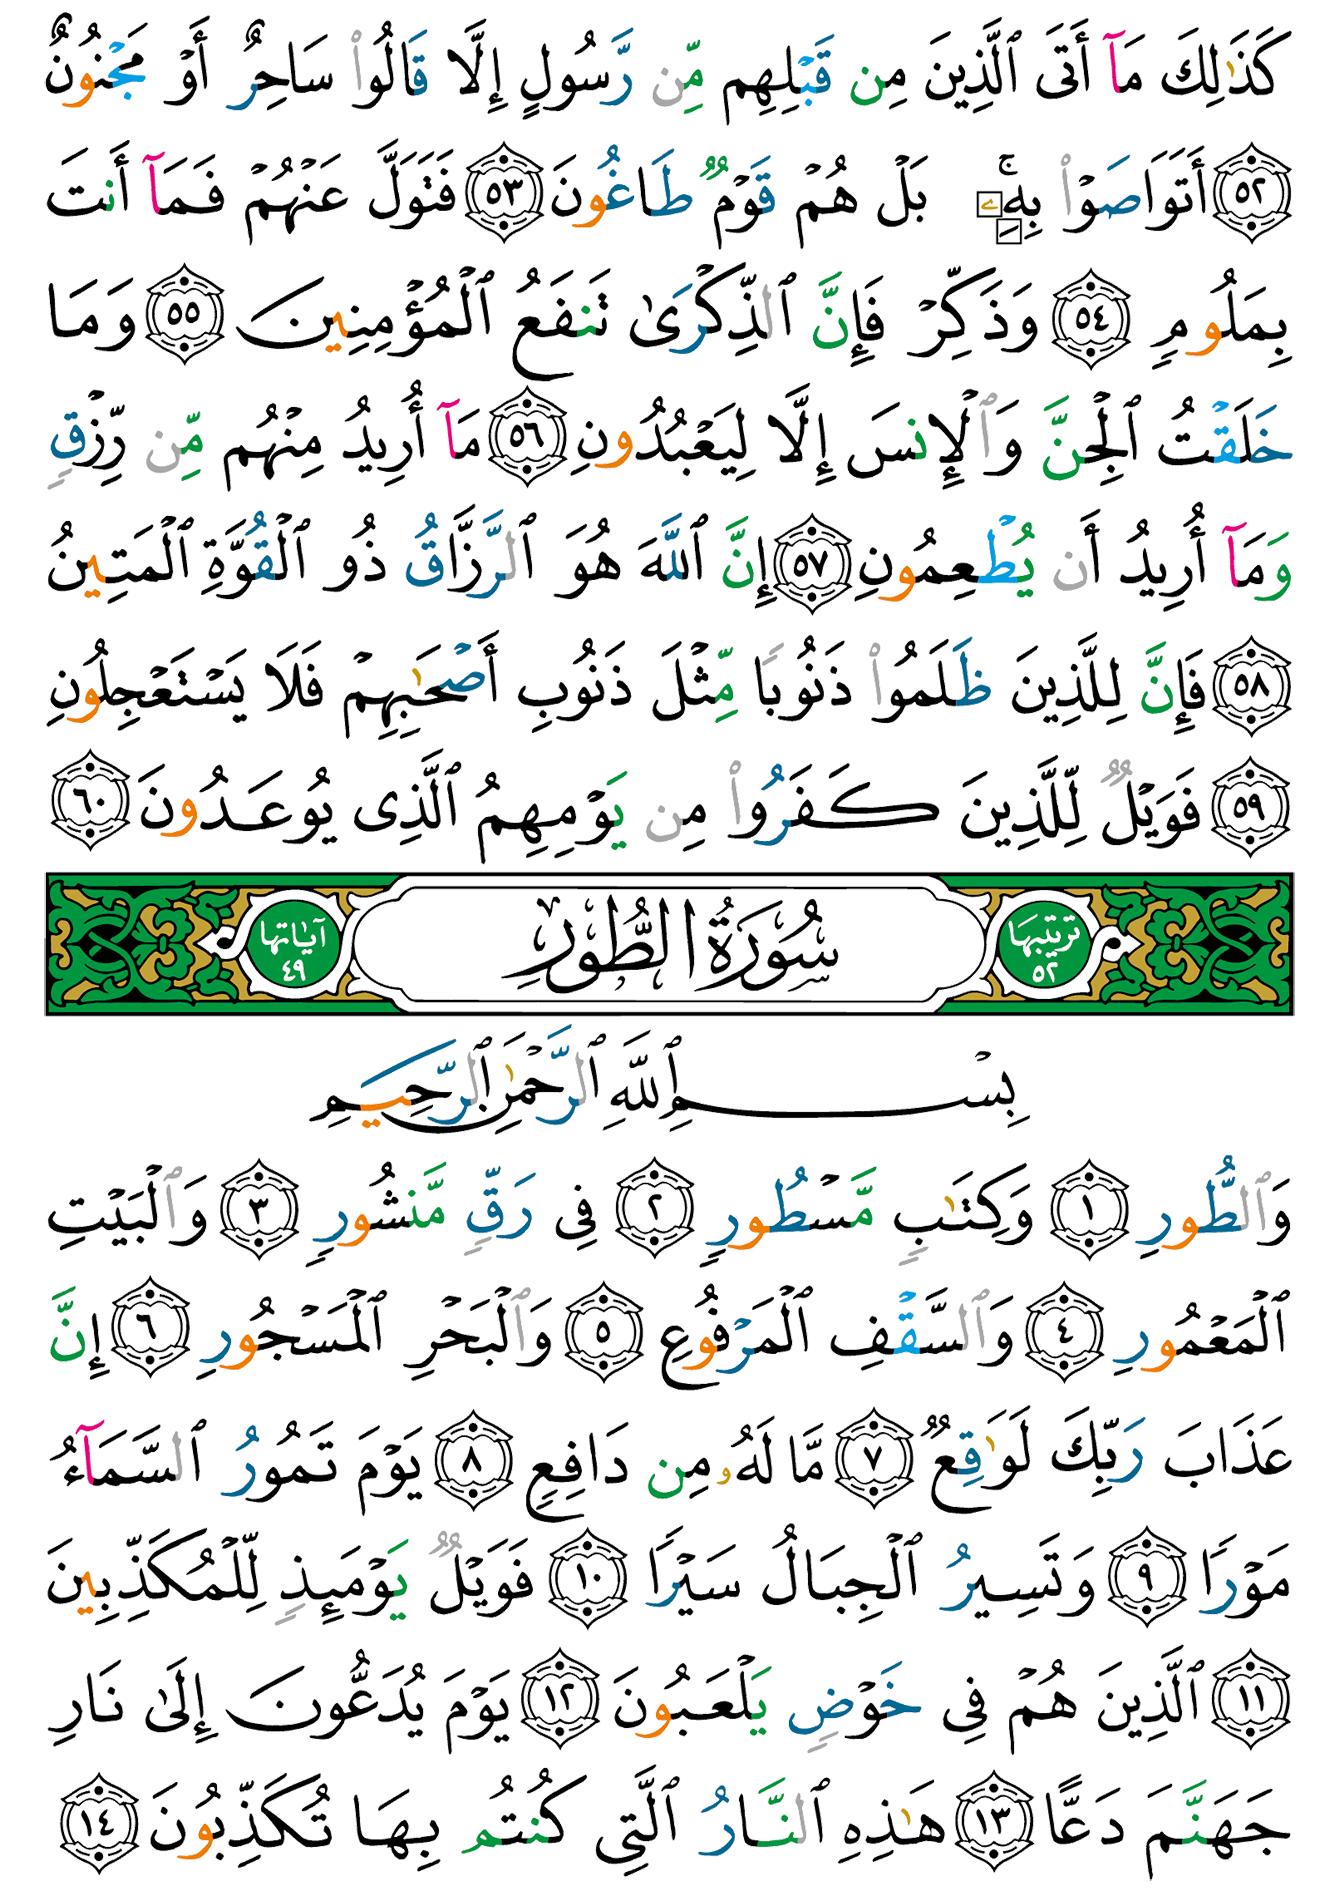 كَذَٰلِكَ مَآ أَتَى ٱلَّذِينَ مِن قَبْلِهِم مِّن رَّسُولٍ إِلَّا قَالُوا۟ سَاحِرٌ أَوْ مَجْنُونٌ
٥٢ أَتَوَاصَوْا۟ بِهِۦۚ بَلْ هُمْ قَوْمٌ طَاغُونَ ٥٣ فَتَوَلَّ عَنْهُمْ فَمَآ أَنتَ
بِمَلُومٍ ٥٤ وَذَكِّرْ فَإِنَّ ٱلذِّكْرَىٰ تَنفَعُ ٱلْمُؤْمِنِينَ ٥٥ وَمَا
خَلَقْتُ ٱلْجِنَّ وَٱلْإِنسَ إِلَّا لِيَعْبُدُونِ ٥٦ مَآ أُرِيدُ مِنْهُم مِّن رِّزْقٍ
وَمَآ أُرِيدُ أَن يُطْعِمُونِ ٥٧ إِنَّ ٱللَّهَ هُوَ ٱلرَّزَّاقُ ذُو ٱلْقُوَّةِ ٱلْمَتِينُ
٥٨ فَإِنَّ لِلَّذِينَ ظَلَمُوا۟ ذَنُوبًا مِّثْلَ ذَنُوبِ أَصْحَٰبِهِمْ فَلَا يَسْتَعْجِلُونِ
٥٩ فَوَيْلٌ لِّلَّذِينَ كَفَرُوا۟ مِن يَوْمِهِمُ ٱلَّذِى يُوعَدُونَ ٦٠
ترتيبها ٥٢ سُورَةُ الطُّورِ آياتها ٤٩
بِسْمِ ٱللَّهِ ٱلرَّحْمَٰنِ ٱلرَّحِيمِ
وَٱلطُّورِ ١ وَكِتَٰبٍ مَّسْطُورٍ ٢ فِى رَقٍّ مَّنشُورٍ ٣ وَٱلْبَيْتِ
ٱلْمَعْمُورِ ٤ وَٱلسَّقْفِ ٱلْمَرْفُوعِ ٥ وَٱلْبَحْرِ ٱلْمَسْجُورِ ٦ إِنَّ
عَذَابَ رَبِّكَ لَوَٰقِعٌ ٧ مَّا لَهُۥ مِن دَافِعٍ ٨ يَوْمَ تَمُورُ ٱلسَّمَآءُ
مَوْرًا ٩ وَتَسِيرُ ٱلْجِبَالُ سَيْرًا ١٠ فَوَيْلٌ يَوْمَئِذٍ لِّلْمُكَذِّبِينَ
١١ ٱلَّذِينَ هُمْ فِى خَوْضٍ يَلْعَبُونَ ١٢ يَوْمَ يُدَعُّونَ إِلَىٰ نَارِ
جَهَنَّمَ دَعًّا ١٣ هَٰذِهِ ٱلنَّارُ ٱلَّتِى كُنتُم بِهَا تُكَذِّبُونَ ١٤